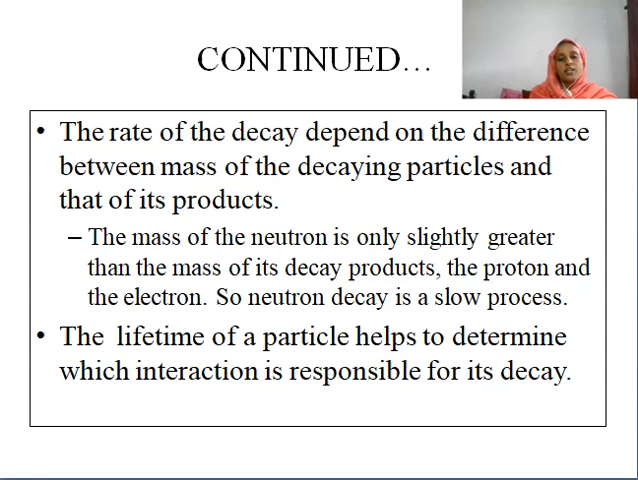 CONTINUED…
• The rate of the decay depend on the difference
between mass of the decaying particles and
that of its products.
– The mass of the neutron is only slightly greater
than the mass of its decay products, the proton and
the electron. So neutron decay is a slow process.
• The lifetime of a particle helps to determine
which interaction is responsible for its decay.